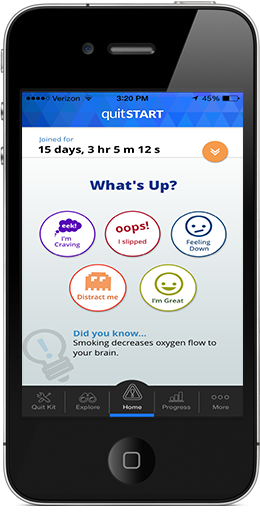 Verizon 3:20 PM 45%
quitSTART
Joined for
15 days, 3 hr 5 m 12 s
What's Up?
eek!
I'm
Craving
oops!
I slipped
Feeling
Down
Distract me
I'm Great
Did you know...
Smoking decreases oxygen flow to
your brain.
Quit Kit Explore Home Progress More